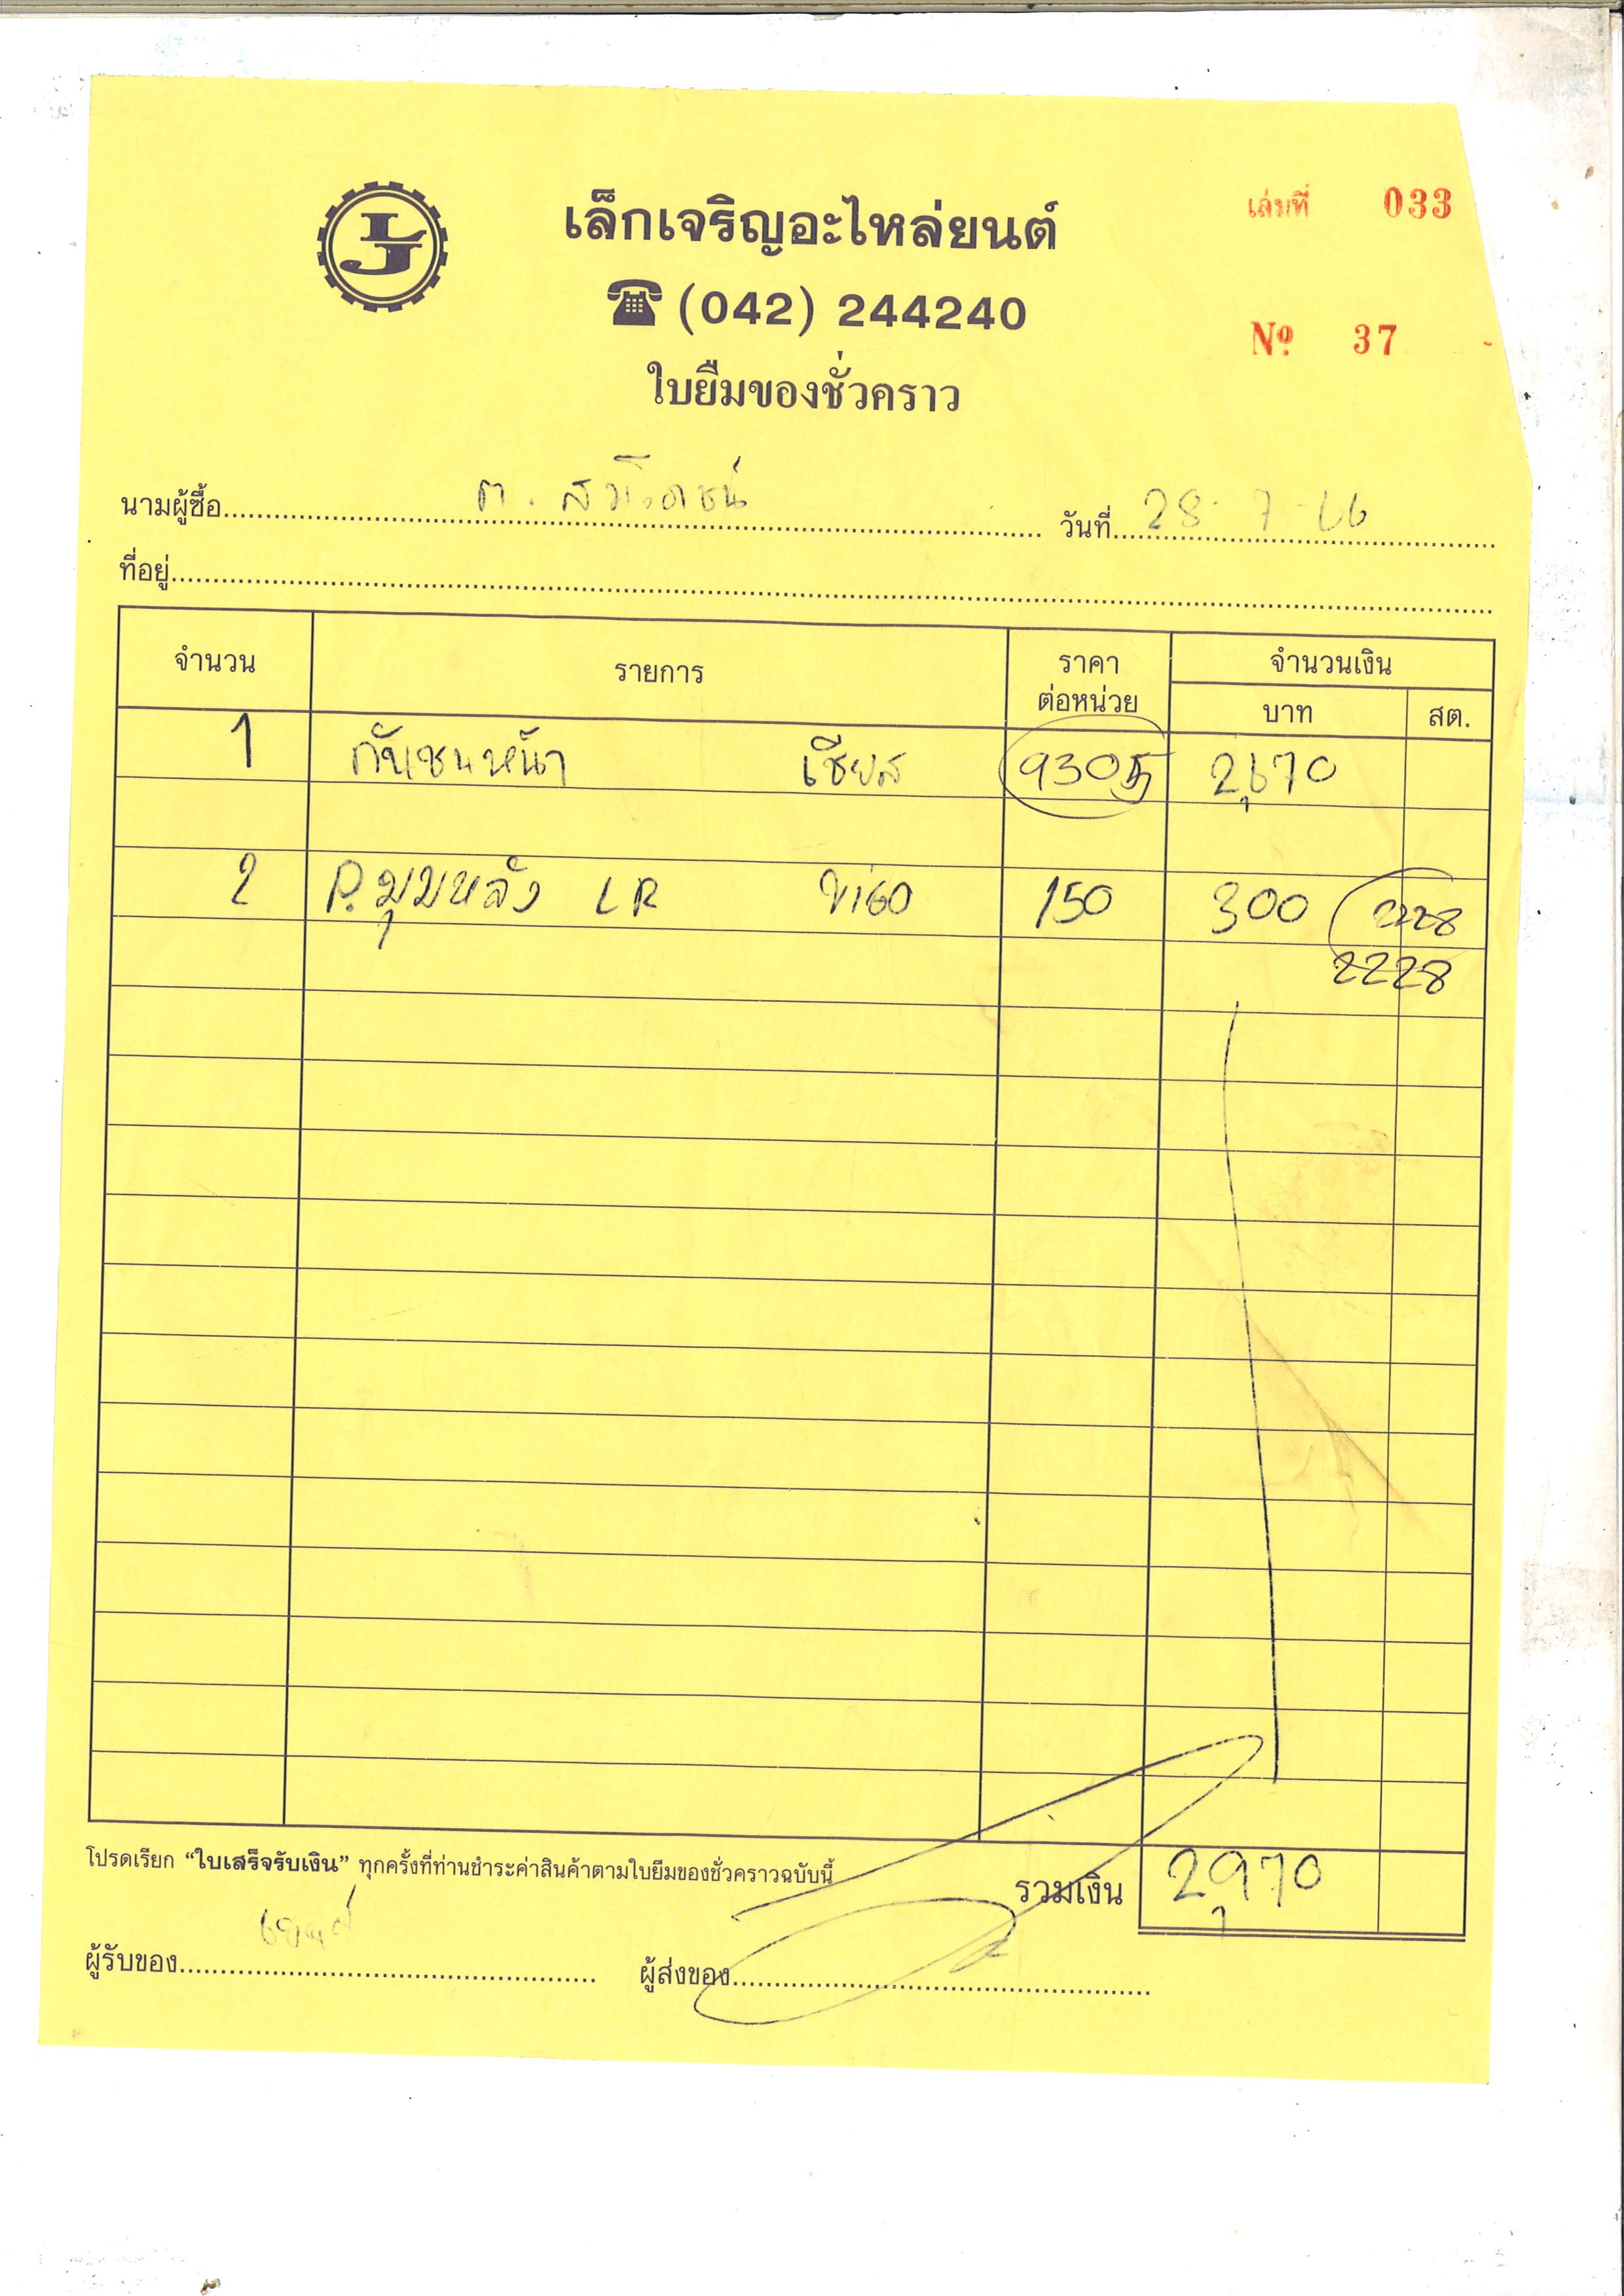 LJ
เล็กเจริญอะไหล่ยนต์
เล่มที่ 033
☎ (042) 244240
No. 37
ใบยืมของชั่วคราว
นามผู้ซื้อ วันที่ 28-7-66
ที่อยู่
จำนวน รายการ ราคาต่อหน่วย จำนวนเงิน
บาท สต.
1 กันชนหน้า 9305 2,670
2 P.มุมหลัง LR Vigo 150 300 2228
2228
โปรดเรียก “ใบเสร็จรับเงิน” ทุกครั้งที่ท่านชำระค่าสินค้าตามใบยืมของชั่วคราวฉบับนี้
รวมเงิน 2,970
ผู้รับของ ผู้ส่งของ